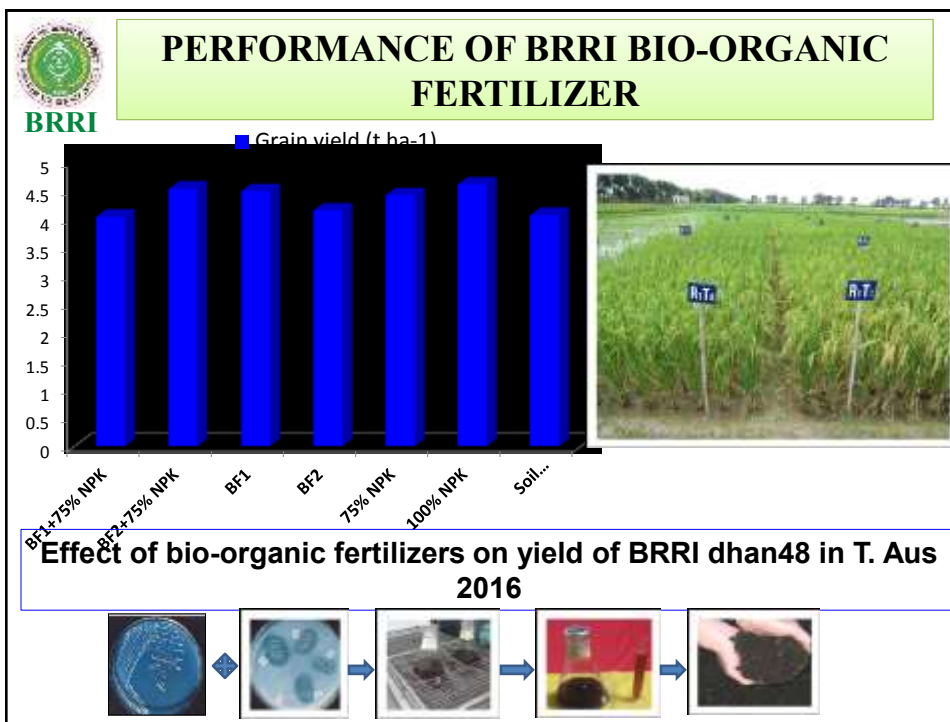 PERFORMANCE OF BRRI BIO-ORGANIC
FERTILIZER
BRRI
Grain yield (t ha-1)
5
4.5
4
3.5
3
2.5
2
1.5
1
0.5
0
BF1+75% NPK
BF2+75% NPK
BF1
BF2
75% NPK
100% NPK
Soil...
Effect of bio-organic fertilizers on yield of BRRI dhan48 in T. Aus
2016